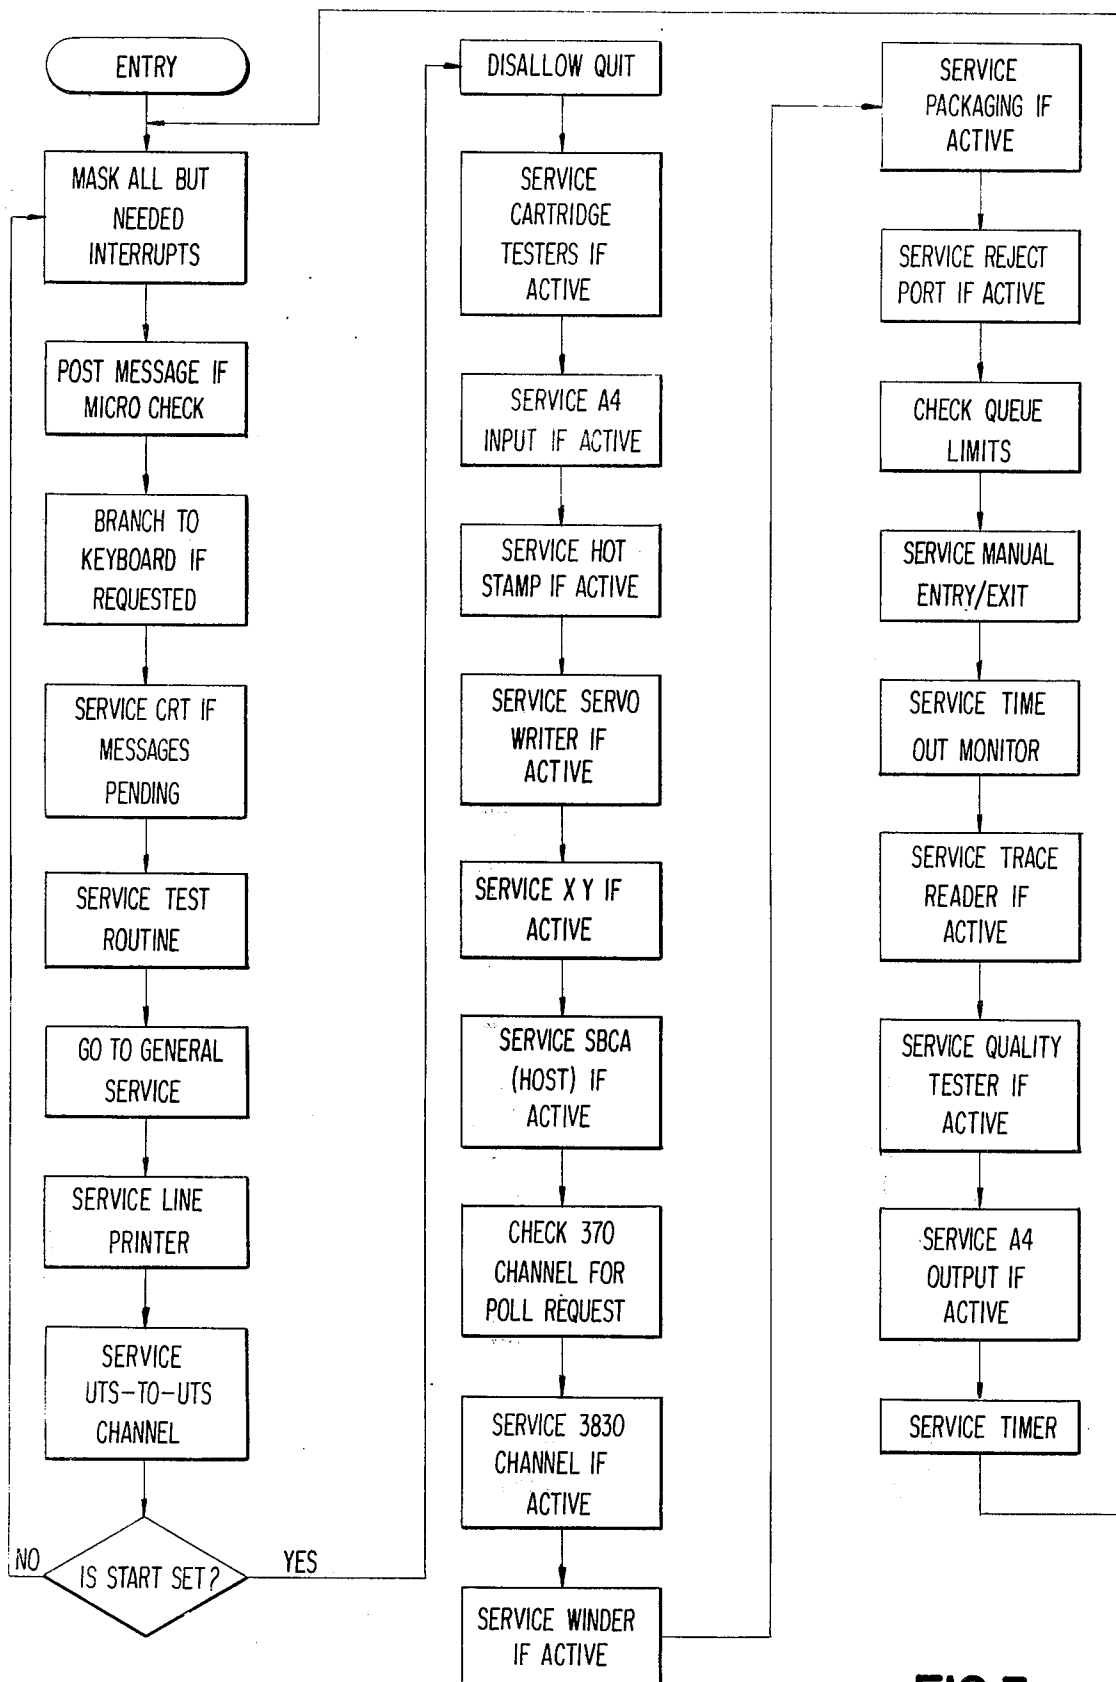 ENTRY
MASK ALL BUT
NEEDED
INTERRUPTS
POST MESSAGE IF
MICRO CHECK
BRANCH TO
KEYBOARD IF
REQUESTED
SERVICE CRT IF
MESSAGES
PENDING
SERVICE TEST
ROUTINE
GO TO GENERAL
SERVICE
SERVICE LINE
PRINTER
SERVICE
UTS-TO-UTS
CHANNEL
NO
IS START SET?
YES
DISALLOW QUIT
SERVICE
CARTRIDGE
TESTERS IF
ACTIVE
SERVICE A4
INPUT IF ACTIVE
SERVICE HOT
STAMP IF ACTIVE
SERVICE SERVO
WRITER IF
ACTIVE
SERVICE X Y IF
ACTIVE
SERVICE SBCA
(HOST) IF
ACTIVE
CHECK 370
CHANNEL FOR
POLL REQUEST
SERVICE 3830
CHANNEL IF
ACTIVE
SERVICE WINDER
IF ACTIVE
SERVICE
PACKAGING IF
ACTIVE
SERVICE REJECT
PORT IF ACTIVE
CHECK QUEUE
LIMITS
SERVICE MANUAL
ENTRY/EXIT
SERVICE TIME
OUT MONITOR
SERVICE TRACE
READER IF
ACTIVE
SERVICE QUALITY
TESTER IF
ACTIVE
SERVICE A4
OUTPUT IF
ACTIVE
SERVICE TIMER